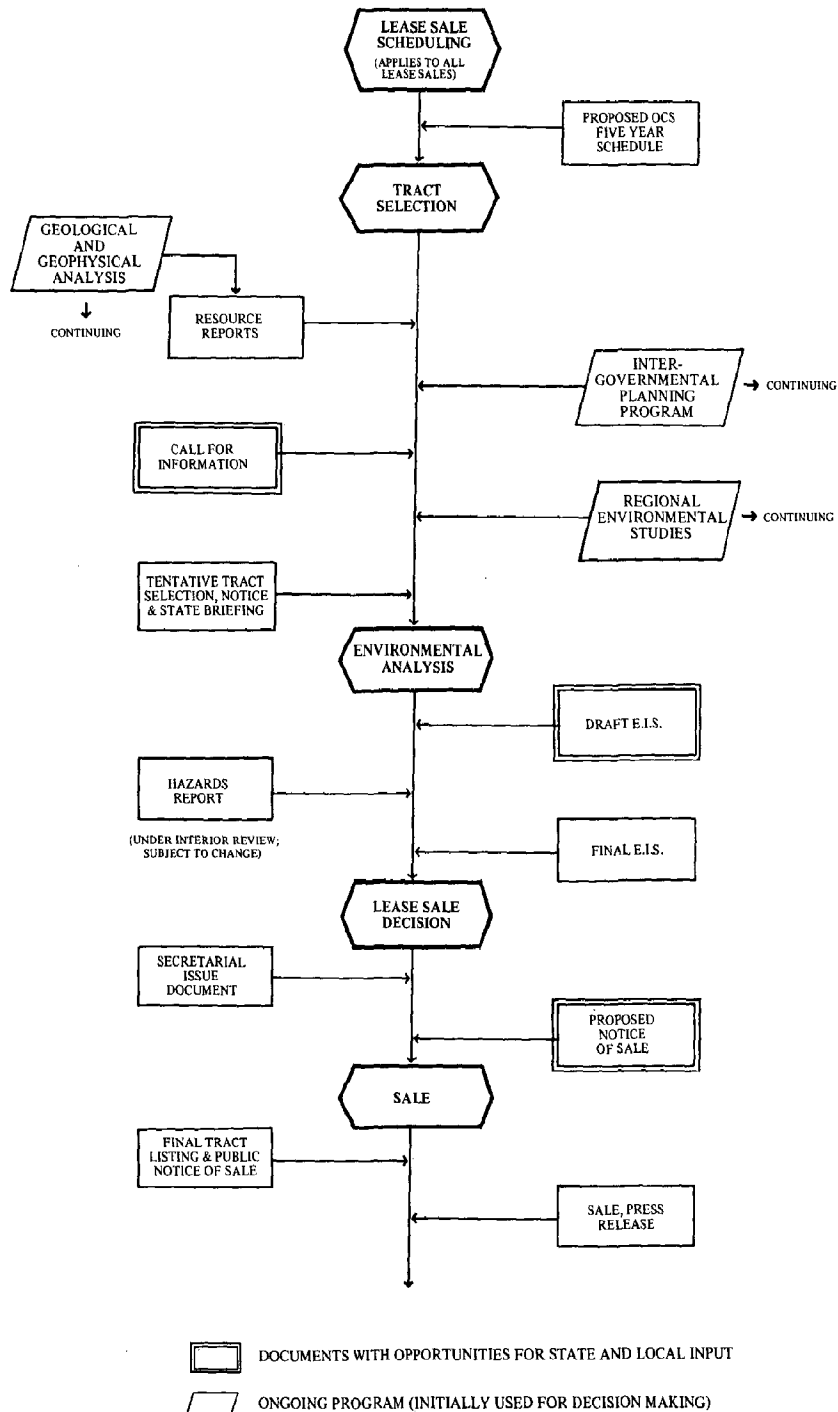 LEASE SALE
SCHEDULING
(APPLIES TO ALL
LEASE SALES)
PROPOSED OCS
FIVE YEAR
SCHEDULE
TRACT
SELECTION
GEOLOGICAL
AND
GEOPHYSICAL
ANALYSIS
CONTINUING
RESOURCE
REPORTS
INTER-
GOVERNMENTAL
PLANNING
PROGRAM
CONTINUING
CALL FOR
INFORMATION
REGIONAL
ENVIRONMENTAL
STUDIES
CONTINUING
TENTATIVE TRACT
SELECTION, NOTICE
& STATE BRIEFING
ENVIRONMENTAL
ANALYSIS
DRAFT E.I.S.
HAZARDS
REPORT
(UNDER INTERIOR REVIEW;
SUBJECT TO CHANGE)
FINAL E.I.S.
LEASE SALE
DECISION
SECRETARIAL
ISSUE
DOCUMENT
PROPOSED
NOTICE
OF SALE
SALE
FINAL TRACT
LISTING & PUBLIC
NOTICE OF SALE
SALE, PRESS
RELEASE
DOCUMENTS WITH OPPORTUNITIES FOR STATE AND LOCAL INPUT
ONGOING PROGRAM (INITIALLY USED FOR DECISION MAKING)